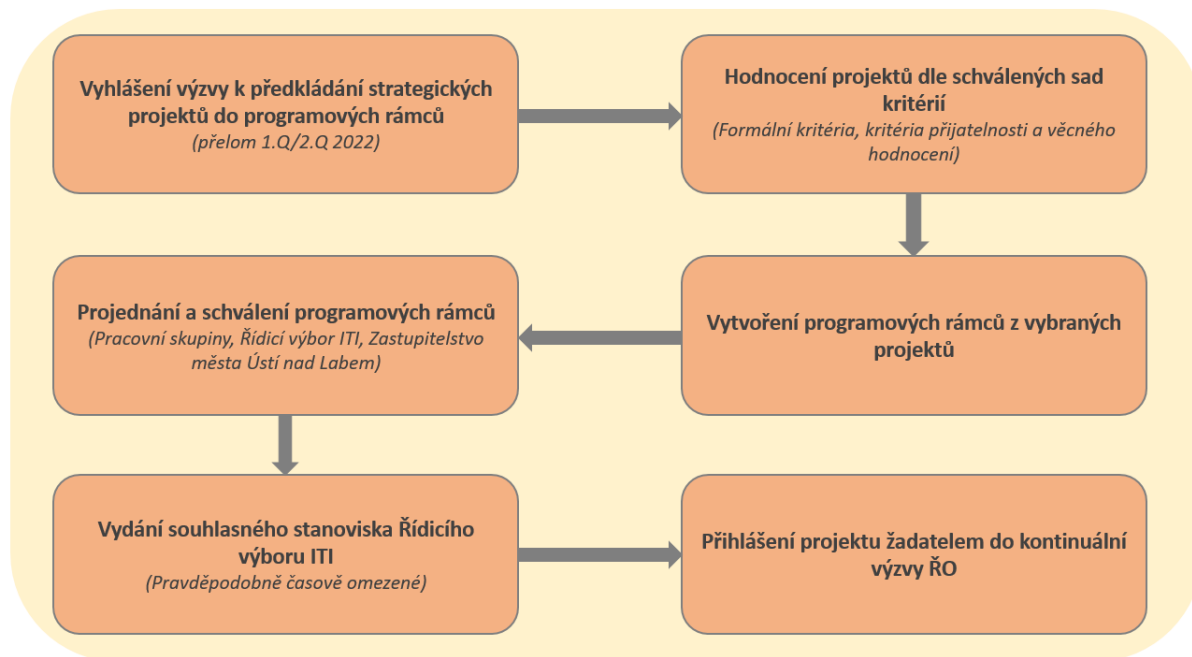 Vyhlášení výzvy k předkládání strategických
projektů do programových rámců
(přelom 1.Q/2.Q 2022)
Hodnocení projektů dle schválených sad
kritérií
(Formální kritéria, kritéria přijatelnosti a věcného
hodnocení)
Vytvoření programových rámců z vybraných
projektů
Projednání a schválení programových rámců
(Pracovní skupiny, Řídicí výbor ITI, Zastupitelstvo
města Ústí nad Labem)
Vydání souhlasného stanoviska Řídicího
výboru ITI
(Pravděpodobně časově omezené)
Přihlášení projektu žadatelem do kontinuální
výzvy ŘO